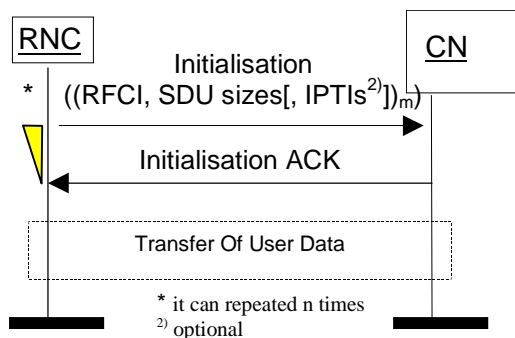 RNC
CN
Initialisation
* ((RFCI, SDU sizes[, IPTIs2)])m)
Initialisation ACK
Transfer Of User Data
* it can repeated n times
2) optional